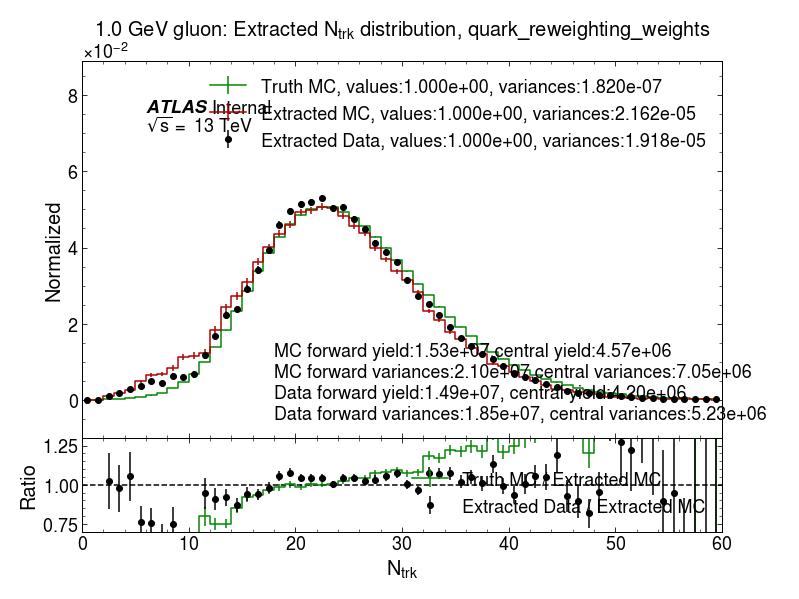 1.0 GeV gluon: Extracted N_trk distribution, quark_reweighting_weights
×10⁻²
Truth MC, values:1.000e+00, variances:1.820e-07
ATLAS Internal
Extracted MC, values:1.000e+00, variances:2.162e-05
√s = 13 TeV
Extracted Data, values:1.000e+00, variances:1.918e-05
8
6
4
2
0
Normalized
MC forward yield:1.53e+07, central yield:4.57e+06
MC forward variances:2.10e+07, central variances:7.05e+06
Data forward yield:1.49e+07, central yield:4.20e+06
Data forward variances:1.85e+07, central variances:5.23e+06
1.25
1.00
0.75
Ratio
Truth MC / Extracted MC
Extracted Data / Extracted MC
0 10 20 30 40 50 60
N_trk